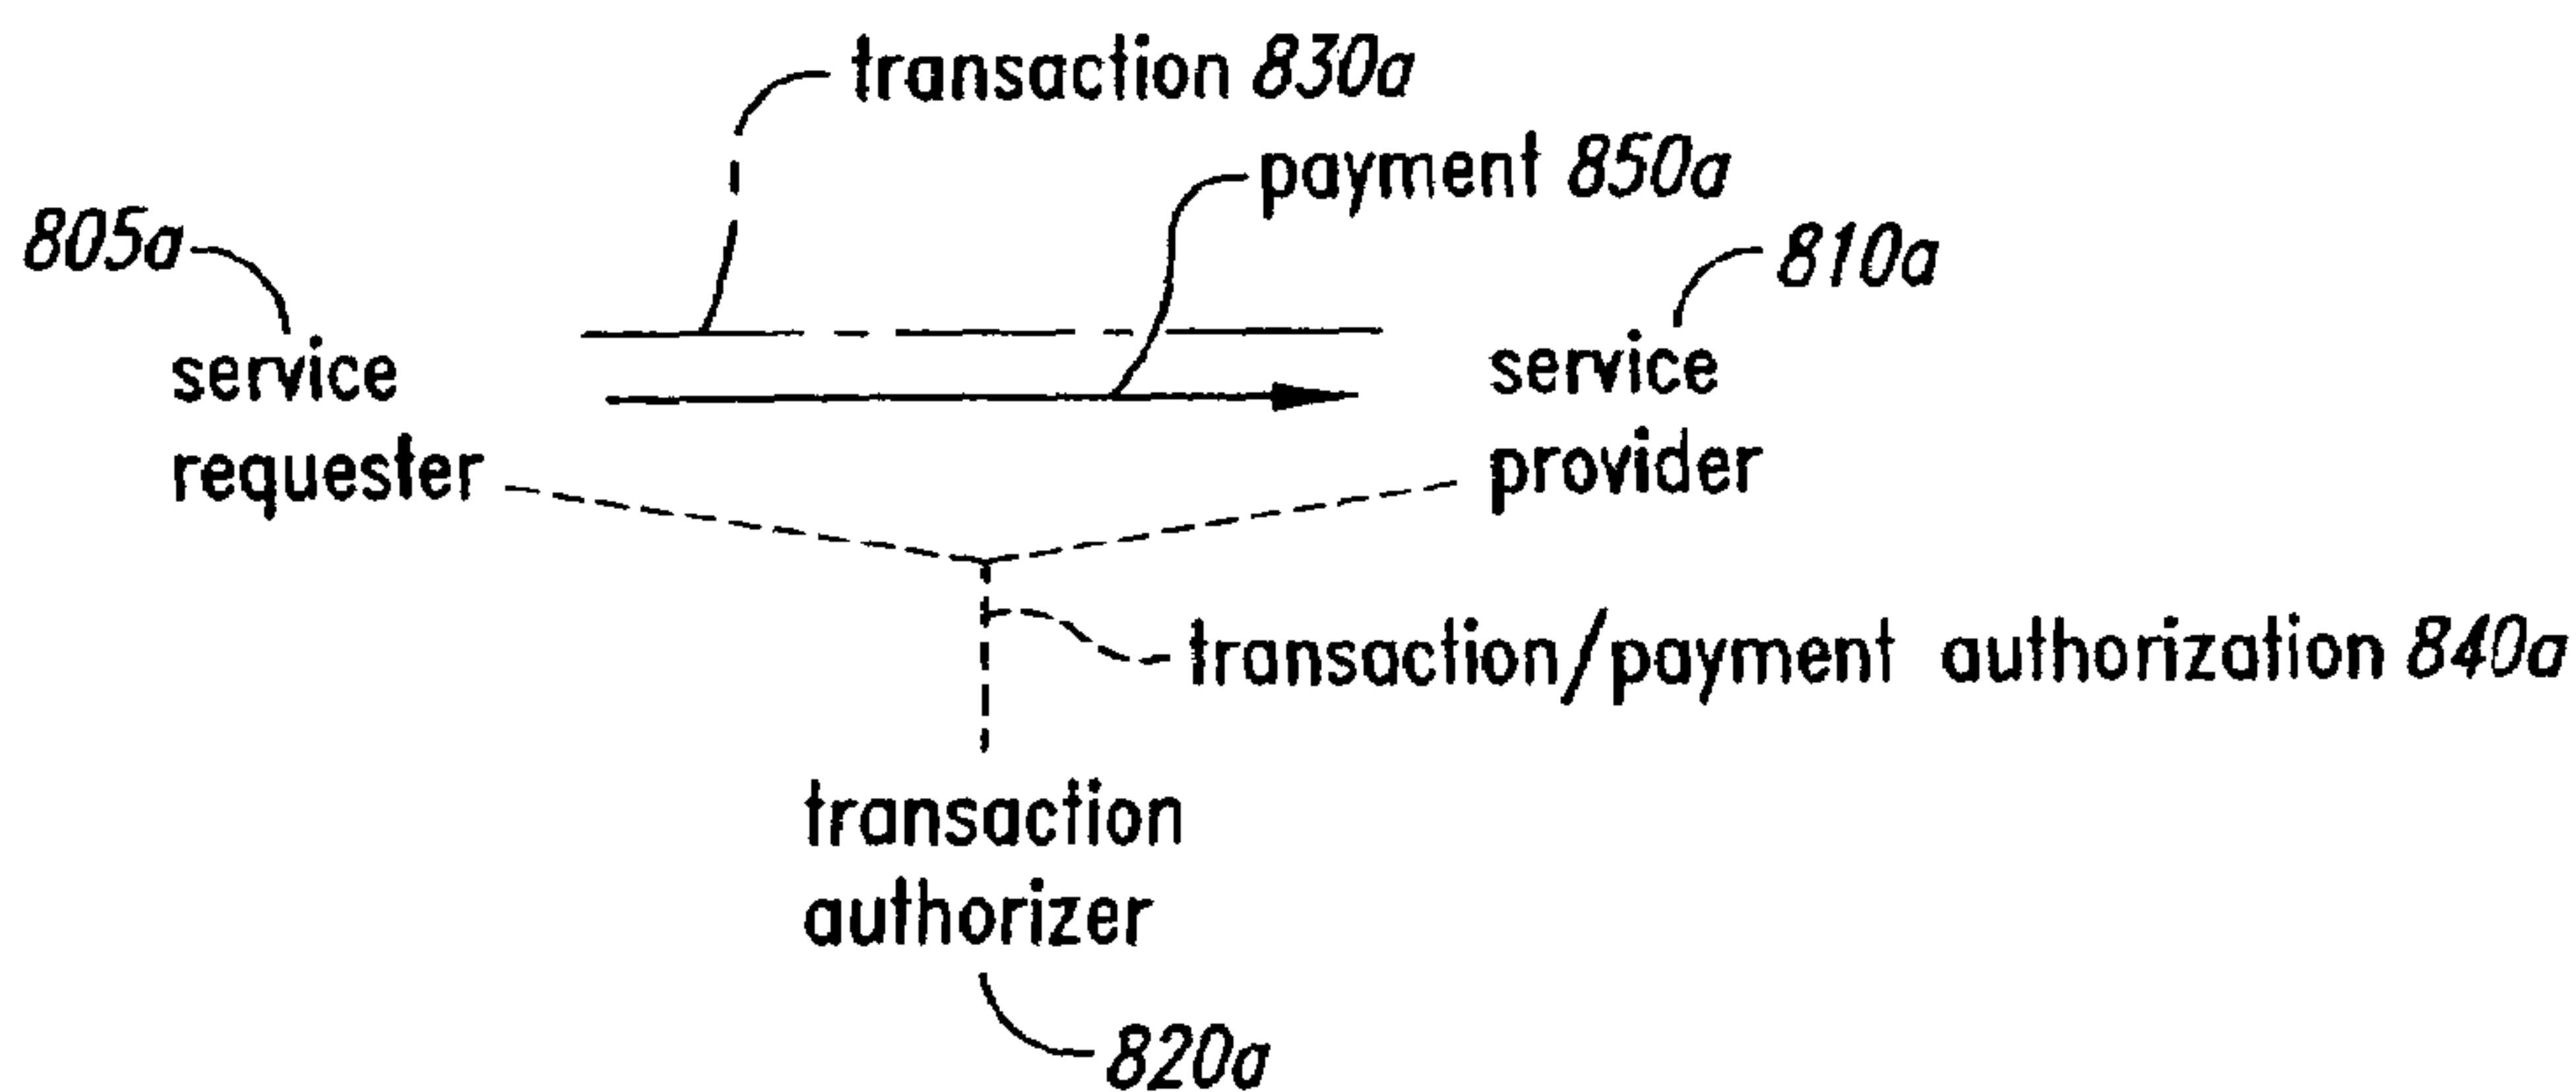 transaction 830a
payment 850a
805a
810a
service
requester
service
provider
transaction/payment authorization 840a
transaction
authorizer
820a